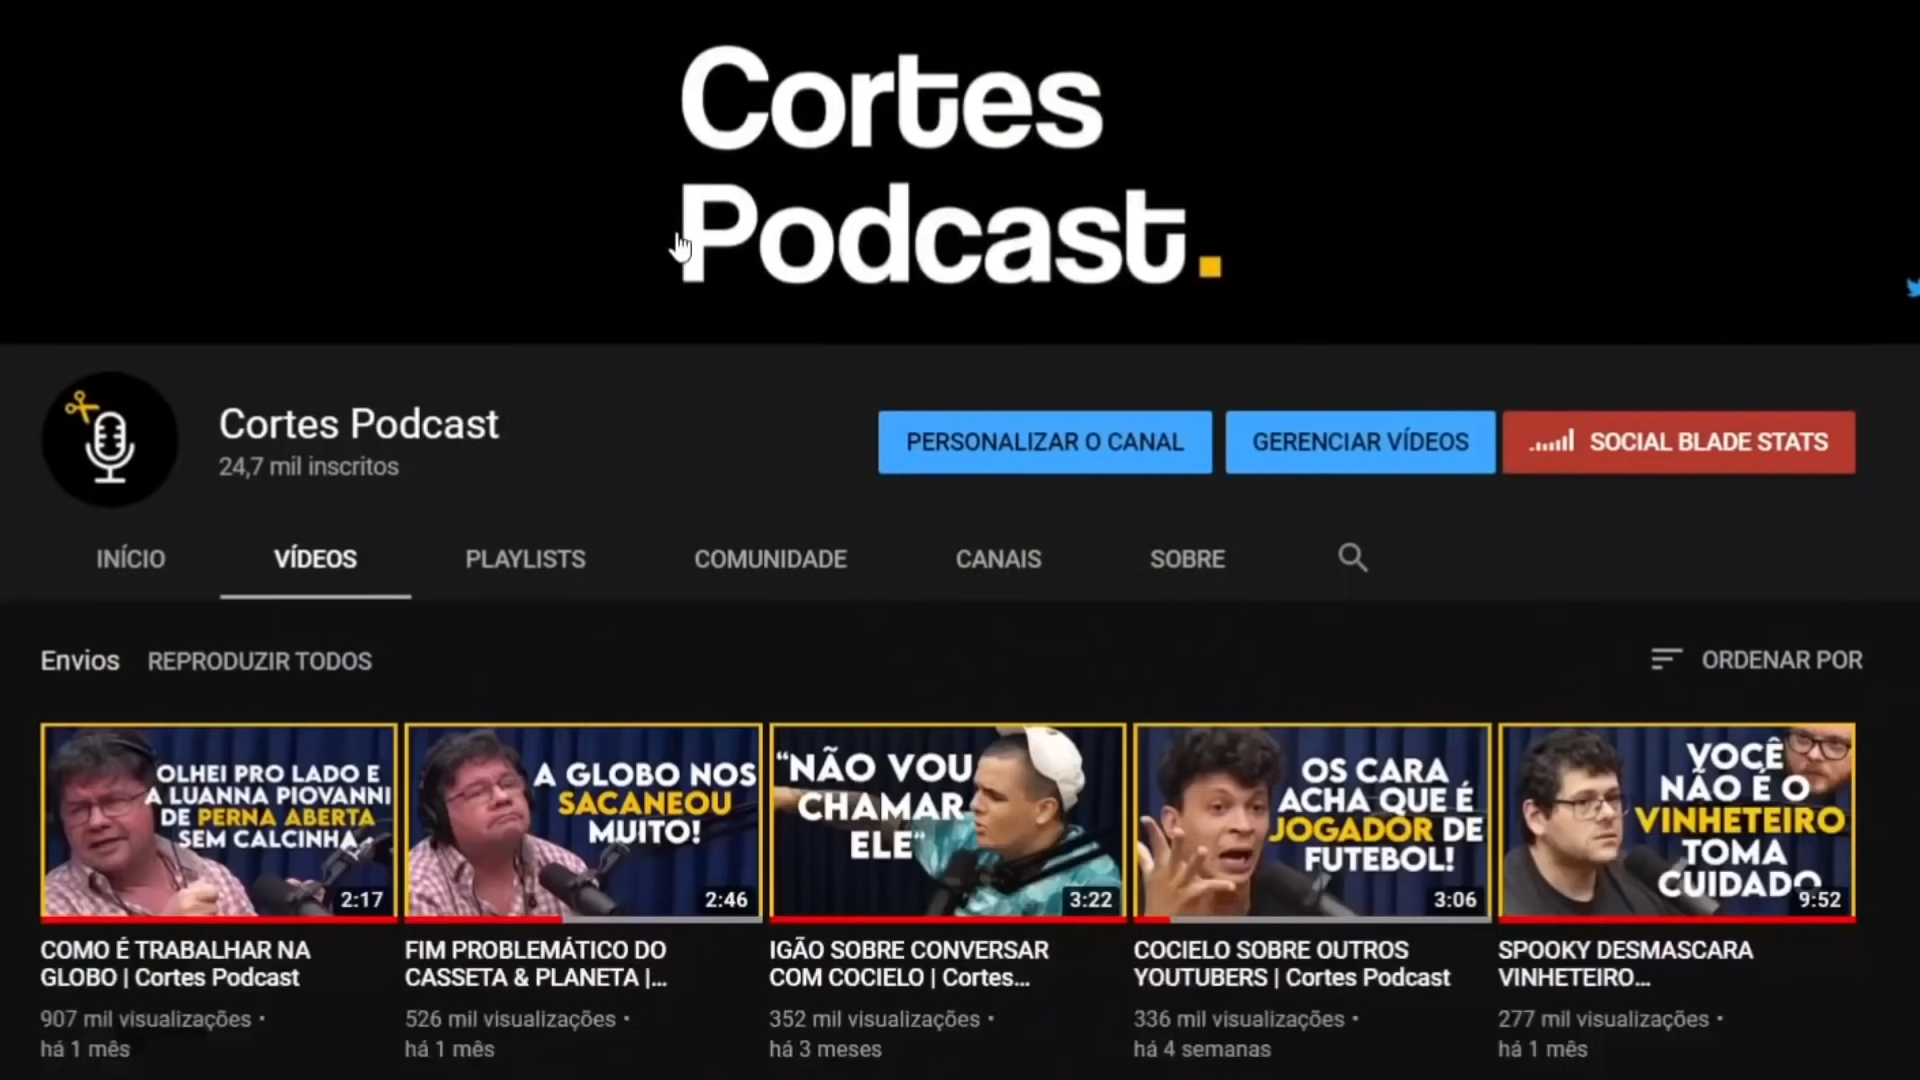 Cortes
Podcast.
Cortes Podcast
24,7 mil inscritos
PERSONALIZAR O CANAL
GERENCIAR VÍDEOS
SOCIAL BLADE STATS
INÍCIO
VÍDEOS
PLAYLISTS
COMUNIDADE
CANAIS
SOBRE
Envios
REPRODUZIR TODOS
ORDENAR POR
OLHEI PRO LADO E
A LUANNA PIOVANNI
DE PERNA ABERTA
SEM CALCINHA
2:17
COMO É TRABALHAR NA
GLOBO | Cortes Podcast
907 mil visualizações •
há 1 mês
A GLOBO NOS
SACANEOU
MUITO!
2:46
FIM PROBLEMÁTICO DO
CASSETA & PLANETA |...
526 mil visualizações •
há 1 mês
"NÃO VOU
CHAMAR
ELE"
3:22
IGÃO SOBRE CONVERSAR
COM COCIELO | Cortes...
352 mil visualizações •
há 3 meses
OS CARA
ACHA QUE É
JOGADOR DE
FUTEBOL!
3:06
COCIELO SOBRE OUTROS
YOUTUBERS | Cortes Podcast
336 mil visualizações •
há 4 semanas
VOCÊ
NÃO É O
VINHETEIRO
TOMA
CUIDADO
9:52
SPOOKY DESMASCARA
VINHETEIRO...
277 mil visualizações •
há 1 mês